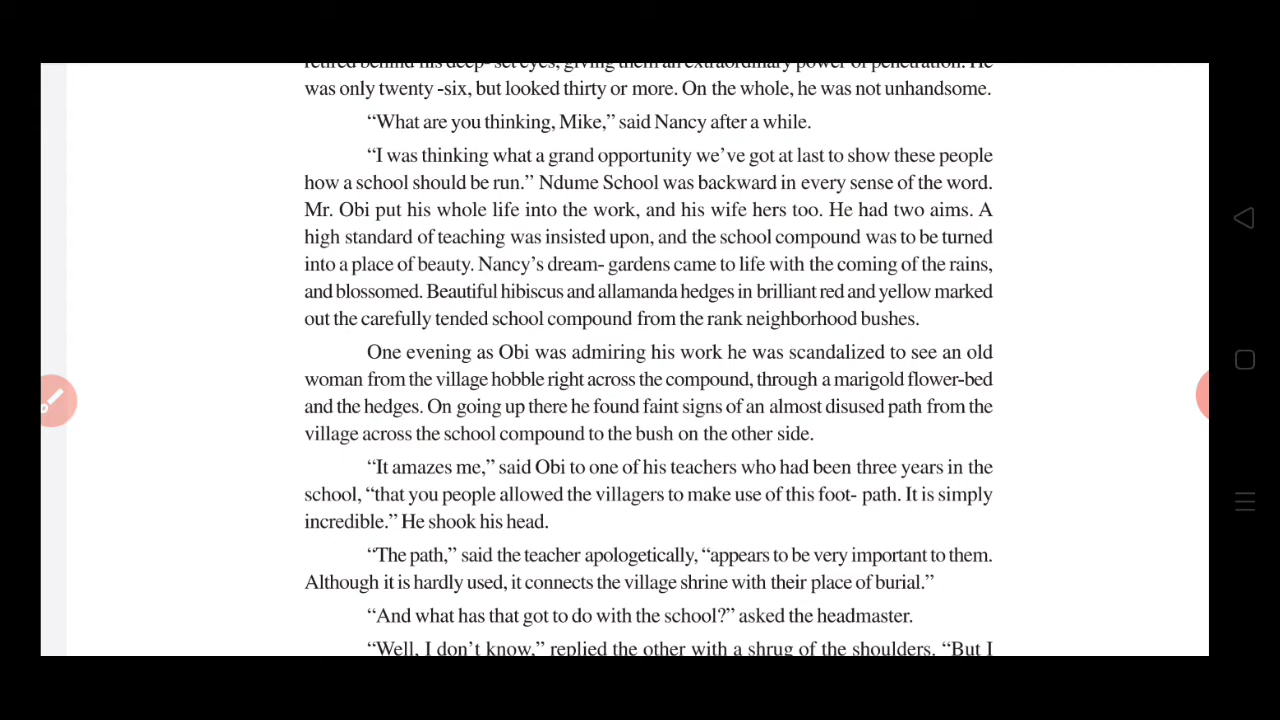 retired behind his deep- set eyes, giving them an extraordinary power of penetration. He
was only twenty -six, but looked thirty or more. On the whole, he was not unhandsome.
“What are you thinking, Mike,” said Nancy after a while.
“I was thinking what a grand opportunity we’ve got at last to show these people
how a school should be run.” Ndume School was backward in every sense of the word.
Mr. Obi put his whole life into the work, and his wife hers too. He had two aims. A
high standard of teaching was insisted upon, and the school compound was to be turned
into a place of beauty. Nancy’s dream- gardens came to life with the coming of the rains,
and blossomed. Beautiful hibiscus and allamanda hedges in brilliant red and yellow marked
out the carefully tended school compound from the rank neighborhood bushes.
One evening as Obi was admiring his work he was scandalized to see an old
woman from the village hobble right across the compound, through a marigold flower-bed
and the hedges. On going up there he found faint signs of an almost disused path from the
village across the school compound to the bush on the other side.
“It amazes me,” said Obi to one of his teachers who had been three years in the
school, “that you people allowed the villagers to make use of this foot- path. It is simply
incredible.” He shook his head.
“The path,” said the teacher apologetically, “appears to be very important to them.
Although it is hardly used, it connects the village shrine with their place of burial.”
“And what has that got to do with the school?” asked the headmaster.
“Well, I don’t know,” replied the other with a shrug of the shoulders. “But I